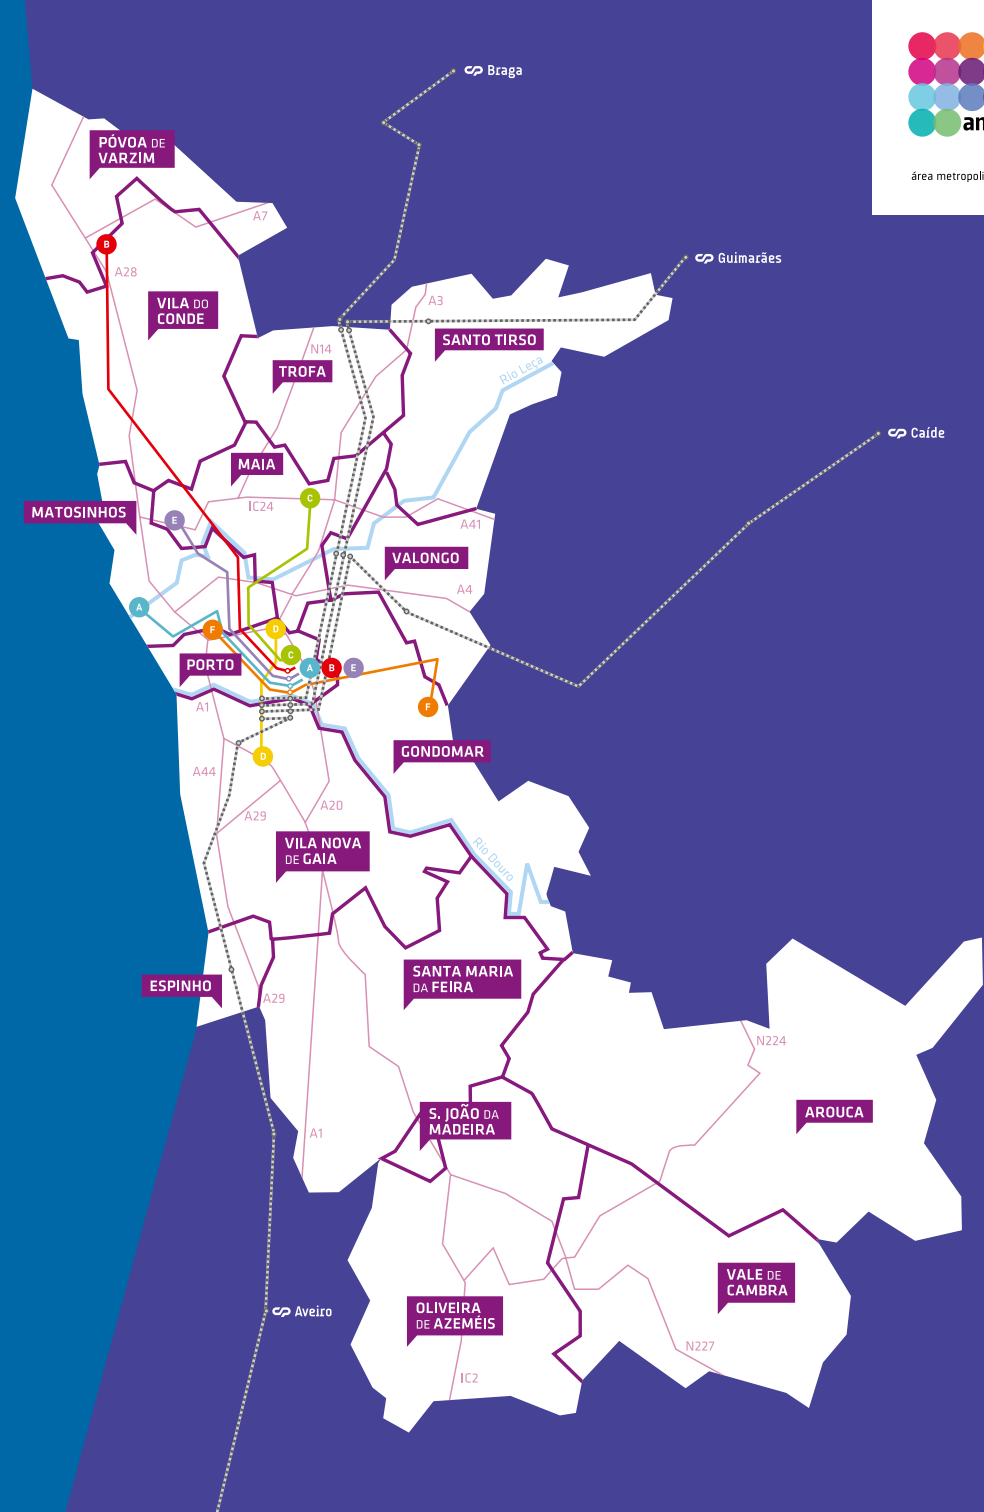 Braga
am
área metropoli
PÓVOA DE
VARZIM
A7
Guimarães
A28
VILA DO
CONDE
A3
SANTO TIRSO
N14
TROFA
Rio Leça
Caíde
MAIA
C
IC24
MATOSINHOS
E
A41
VALONGO
A4
A
F
D
C
PORTO
A
B
E
B
A1
F
GONDOMAR
D
A44
A20
A29
VILA NOVA
DE GAIA
Rio Douro
SANTA MARIA
DA FEIRA
ESPINHO
A29
N224
S. JOÃO DA
MADEIRA
AROUCA
A1
VALE DE
CAMBRA
OLIVEIRA
DE AZEMÉIS
Aveiro
N227
IC2